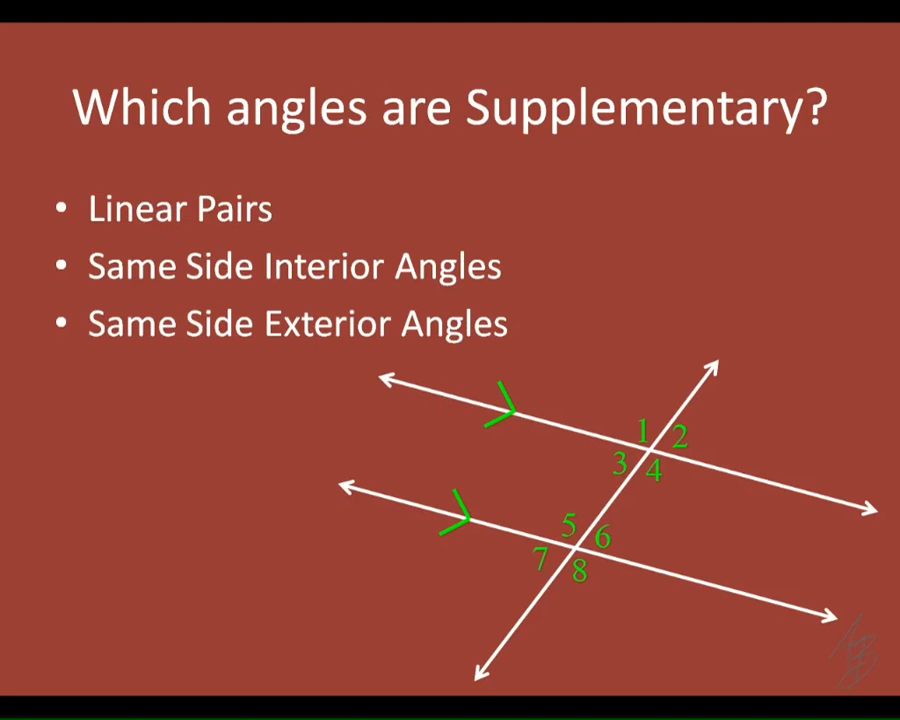 Which angles are Supplementary?
• Linear Pairs
• Same Side Interior Angles
• Same Side Exterior Angles
1 2
3 4
5 6
7 8